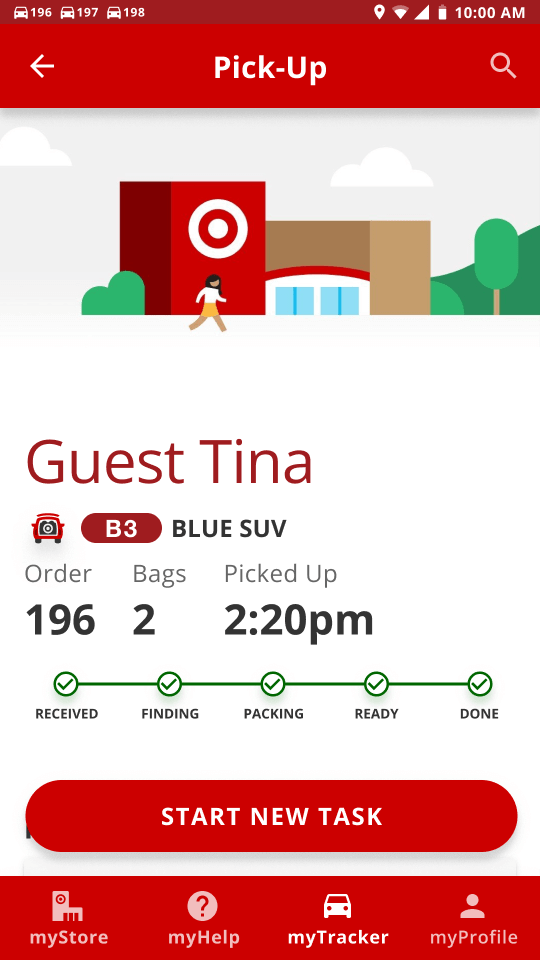 196 197 198 10:00 AM
Pick-Up
Guest Tina
B3 BLUE SUV
Order Bags Picked Up
196 2 2:20pm
RECEIVED FINDING PACKING READY DONE
START NEW TASK
myStore myHelp myTracker myProfile